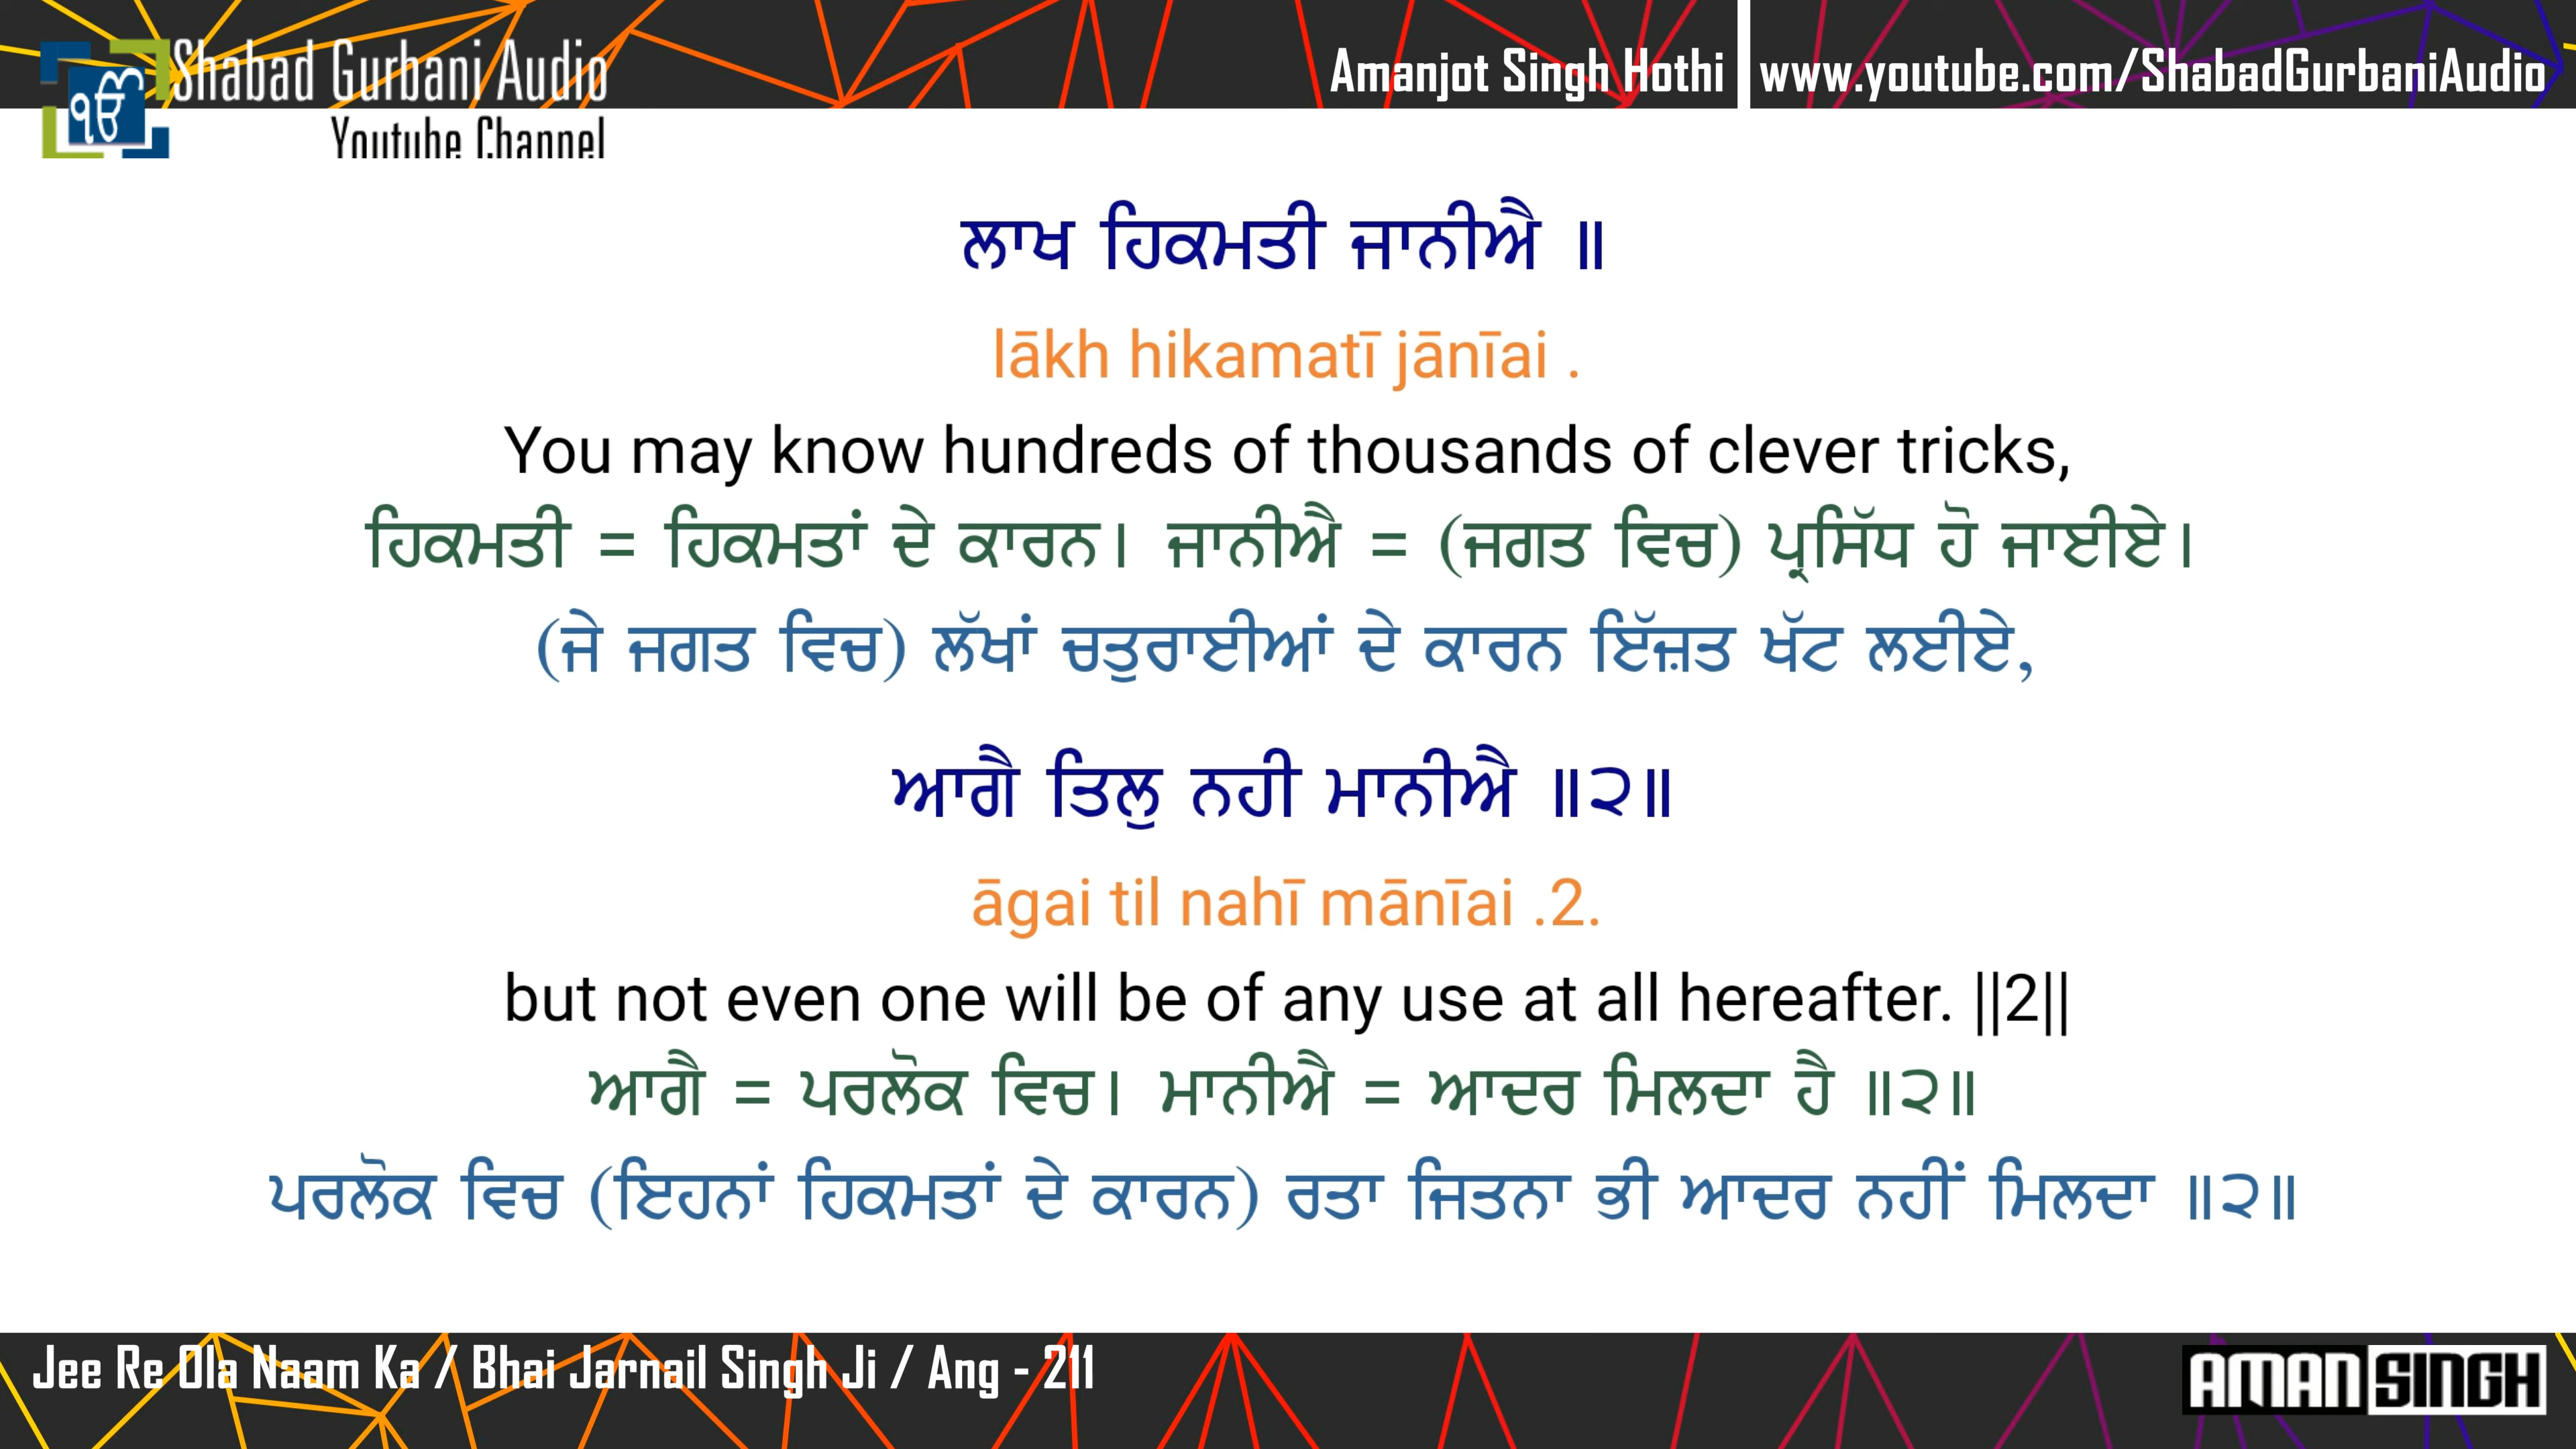 Shabad Gurbani Audio
Youtube Channel
ੴ
Amanjot Singh Hothi
www.youtube.com/ShabadGurbaniAudio
ਲਾਖ ਹਿਕਮਤੀ ਜਾਨੀਐ ॥
lākh hikamatī jānīai .
You may know hundreds of thousands of clever tricks,
ਹਿਕਮਤੀ = ਹਿਕਮਤਾਂ ਦੇ ਕਾਰਨ। ਜਾਨੀਐ = (ਜਗਤ ਵਿਚ) ਪ੍ਰਸਿੱਧ ਹੋ ਜਾਈਏ।
(ਜੇ ਜਗਤ ਵਿਚ) ਲੱਖਾਂ ਚਤੁਰਾਈਆਂ ਦੇ ਕਾਰਨ ਇੱਜ਼ਤ ਖੱਟ ਲਈਏ,
ਆਗੈ ਤਿਲੁ ਨਹੀ ਮਾਨੀਐ ॥੨॥
āgai til nahī mānīai .2.
but not even one will be of any use at all hereafter. ||2||
ਆਗੈ = ਪਰਲੋਕ ਵਿਚ। ਮਾਨੀਐ = ਆਦਰ ਮਿਲਦਾ ਹੈ ॥੨॥
ਪਰਲੋਕ ਵਿਚ (ਇਹਨਾਂ ਹਿਕਮਤਾਂ ਦੇ ਕਾਰਨ) ਰਤਾ ਜਿਤਨਾ ਭੀ ਆਦਰ ਨਹੀਂ ਮਿਲਦਾ ॥੨॥
Jee Re Ola Naam Ka / Bhai Jarnail Singh Ji / Ang - 211
AMAN SINGH